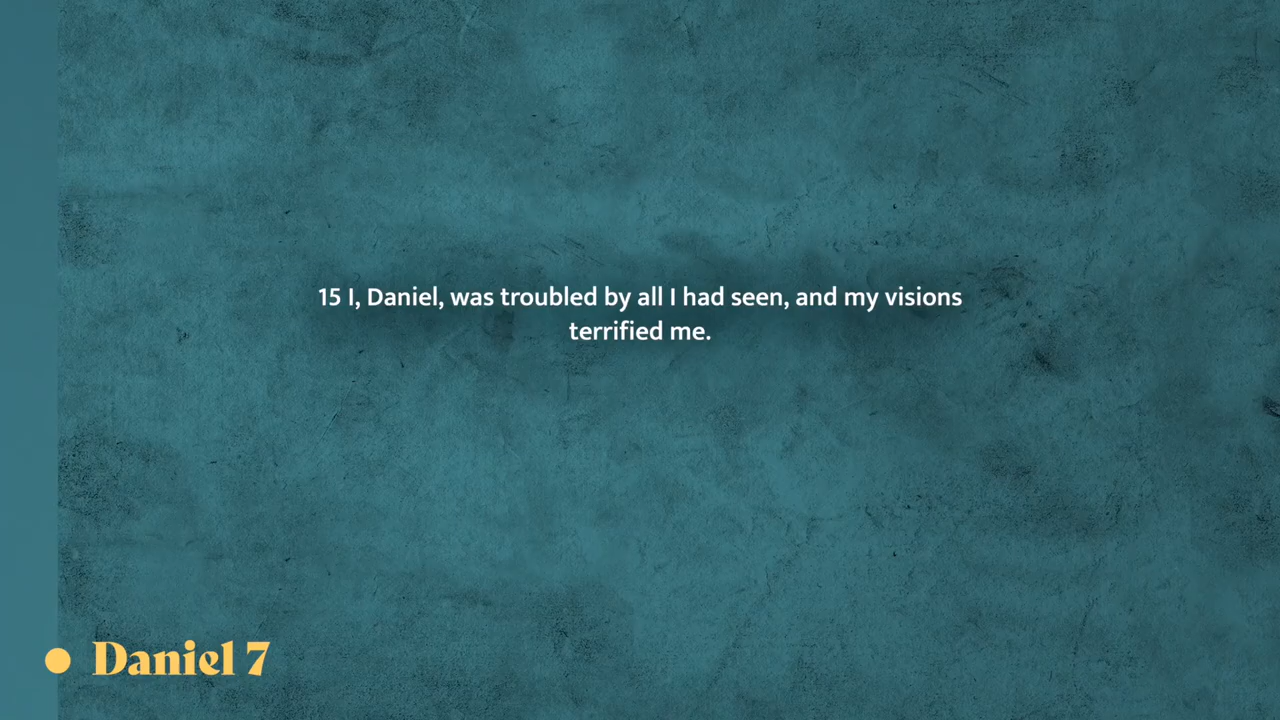 15 I, Daniel, was troubled by all I had seen, and my visions
terrified me.
Daniel 7